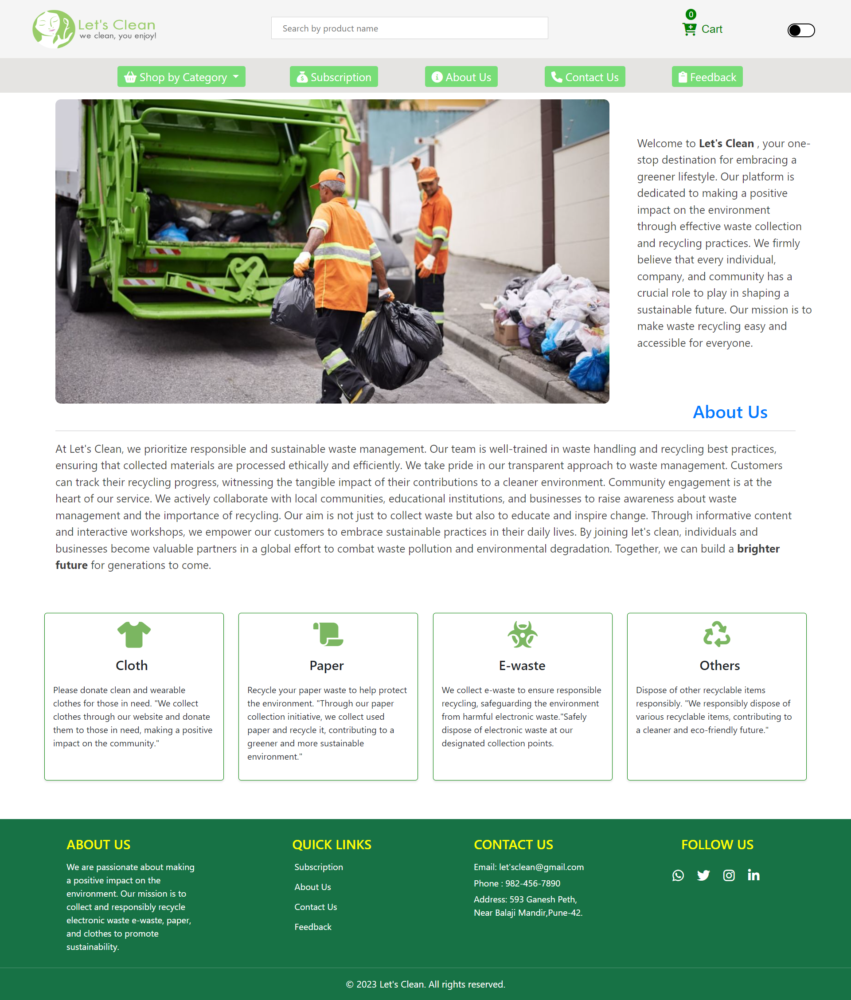 Let's Clean
we clean, you enjoy!
Search by product name
0
Cart
Shop by Category
Subscription
About Us
Contact Us
Feedback
Welcome to Let's Clean , your one-
stop destination for embracing a
greener lifestyle. Our platform is
dedicated to making a positive
impact on the environment
through effective waste collection
and recycling practices. We firmly
believe that every individual,
company, and community has a
crucial role to play in shaping a
sustainable future. Our mission is to
make waste recycling easy and
accessible for everyone.
About Us
At Let's Clean, we prioritize responsible and sustainable waste management. Our team is well-trained in waste handling and recycling best practices,
ensuring that collected materials are processed ethically and efficiently. We take pride in our transparent approach to waste management. Customers
can track their recycling progress, witnessing the tangible impact of their contributions to a cleaner environment. Community engagement is at the
heart of our service. We actively collaborate with local communities, educational institutions, and businesses to raise awareness about waste
management and the importance of recycling. Our aim is not just to collect waste but also to educate and inspire change. Through informative content
and interactive workshops, we empower our customers to embrace sustainable practices in their daily lives. By joining let's clean, individuals and
businesses become valuable partners in a global effort to combat waste pollution and environmental degradation. Together, we can build a brighter
future for generations to come.
Cloth
Please donate clean and wearable
clothes for those in need. "We collect
clothes through our website and donate
them to those in need, making a positive
impact on the community."
Paper
Recycle your paper waste to help protect
the environment. "Through our paper
collection initiative, we collect used
paper and recycle it, contributing to a
greener and more sustainable
environment."
E-waste
We collect e-waste to ensure responsible
recycling, safeguarding the environment
from harmful electronic waste."Safely
dispose of electronic waste at our
designated collection points.
Others
Dispose of other recyclable items
responsibly. "We responsibly dispose of
various recyclable items, contributing to
a cleaner and eco-friendly future."
ABOUT US
We are passionate about making
a positive impact on the
environment. Our mission is to
collect and responsibly recycle
electronic waste e-waste, paper,
and clothes to promote
sustainability.
QUICK LINKS
Subscription
About Us
Contact Us
Feedback
CONTACT US
Email: let'sclean@gmail.com
Phone : 982-456-7890
Address: 593 Ganesh Peth,
Near Balaji Mandir,Pune-42.
FOLLOW US
© 2023 Let's Clean. All rights reserved.